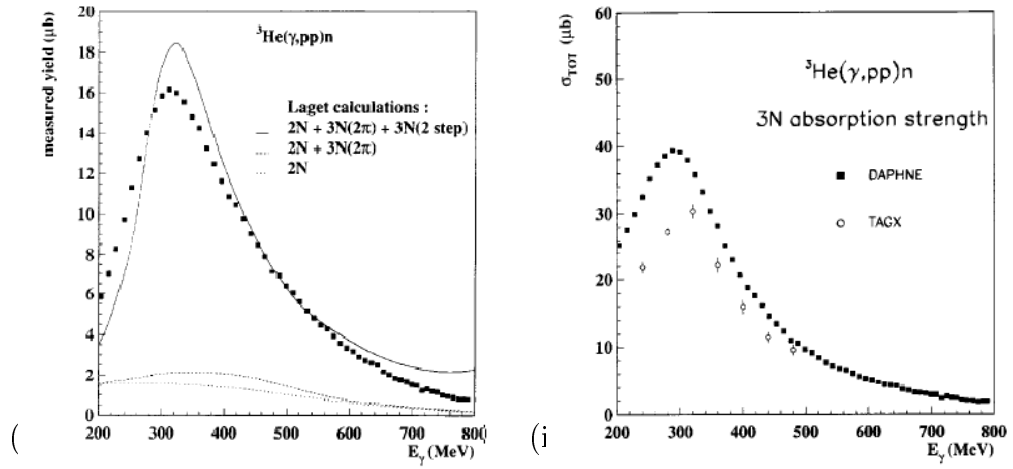 measured yield (μb)
20
18
16
14
12
10
8
6
4
2
0
³He(γ,pp)n
Laget calculations :
2N + 3N(2π) + 3N(2 step)
2N + 3N(2π)
2N
200 300 400 500 600 700 800
E_γ (MeV)
(
σ_TOT (μb)
60
50
40
30
20
10
0
³He(γ,pp)n
3N absorption strength
DAPHNE
TAGX
200 300 400 500 600 700 800
E_γ (MeV)
(i